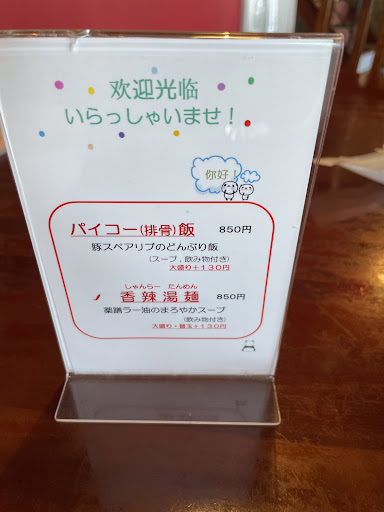 欢迎光临
いらっしゃいませ！
你好！
パイコー(排骨)飯 850円
豚スペアリブのどんぶり飯
(スープ,飲み物付き)
大盛り+130円
しゃんらー たんめん
香辣湯麺 850円
薬膳ラー油のまろやかスープ
(飲み物付き)
大盛り・替玉+130円